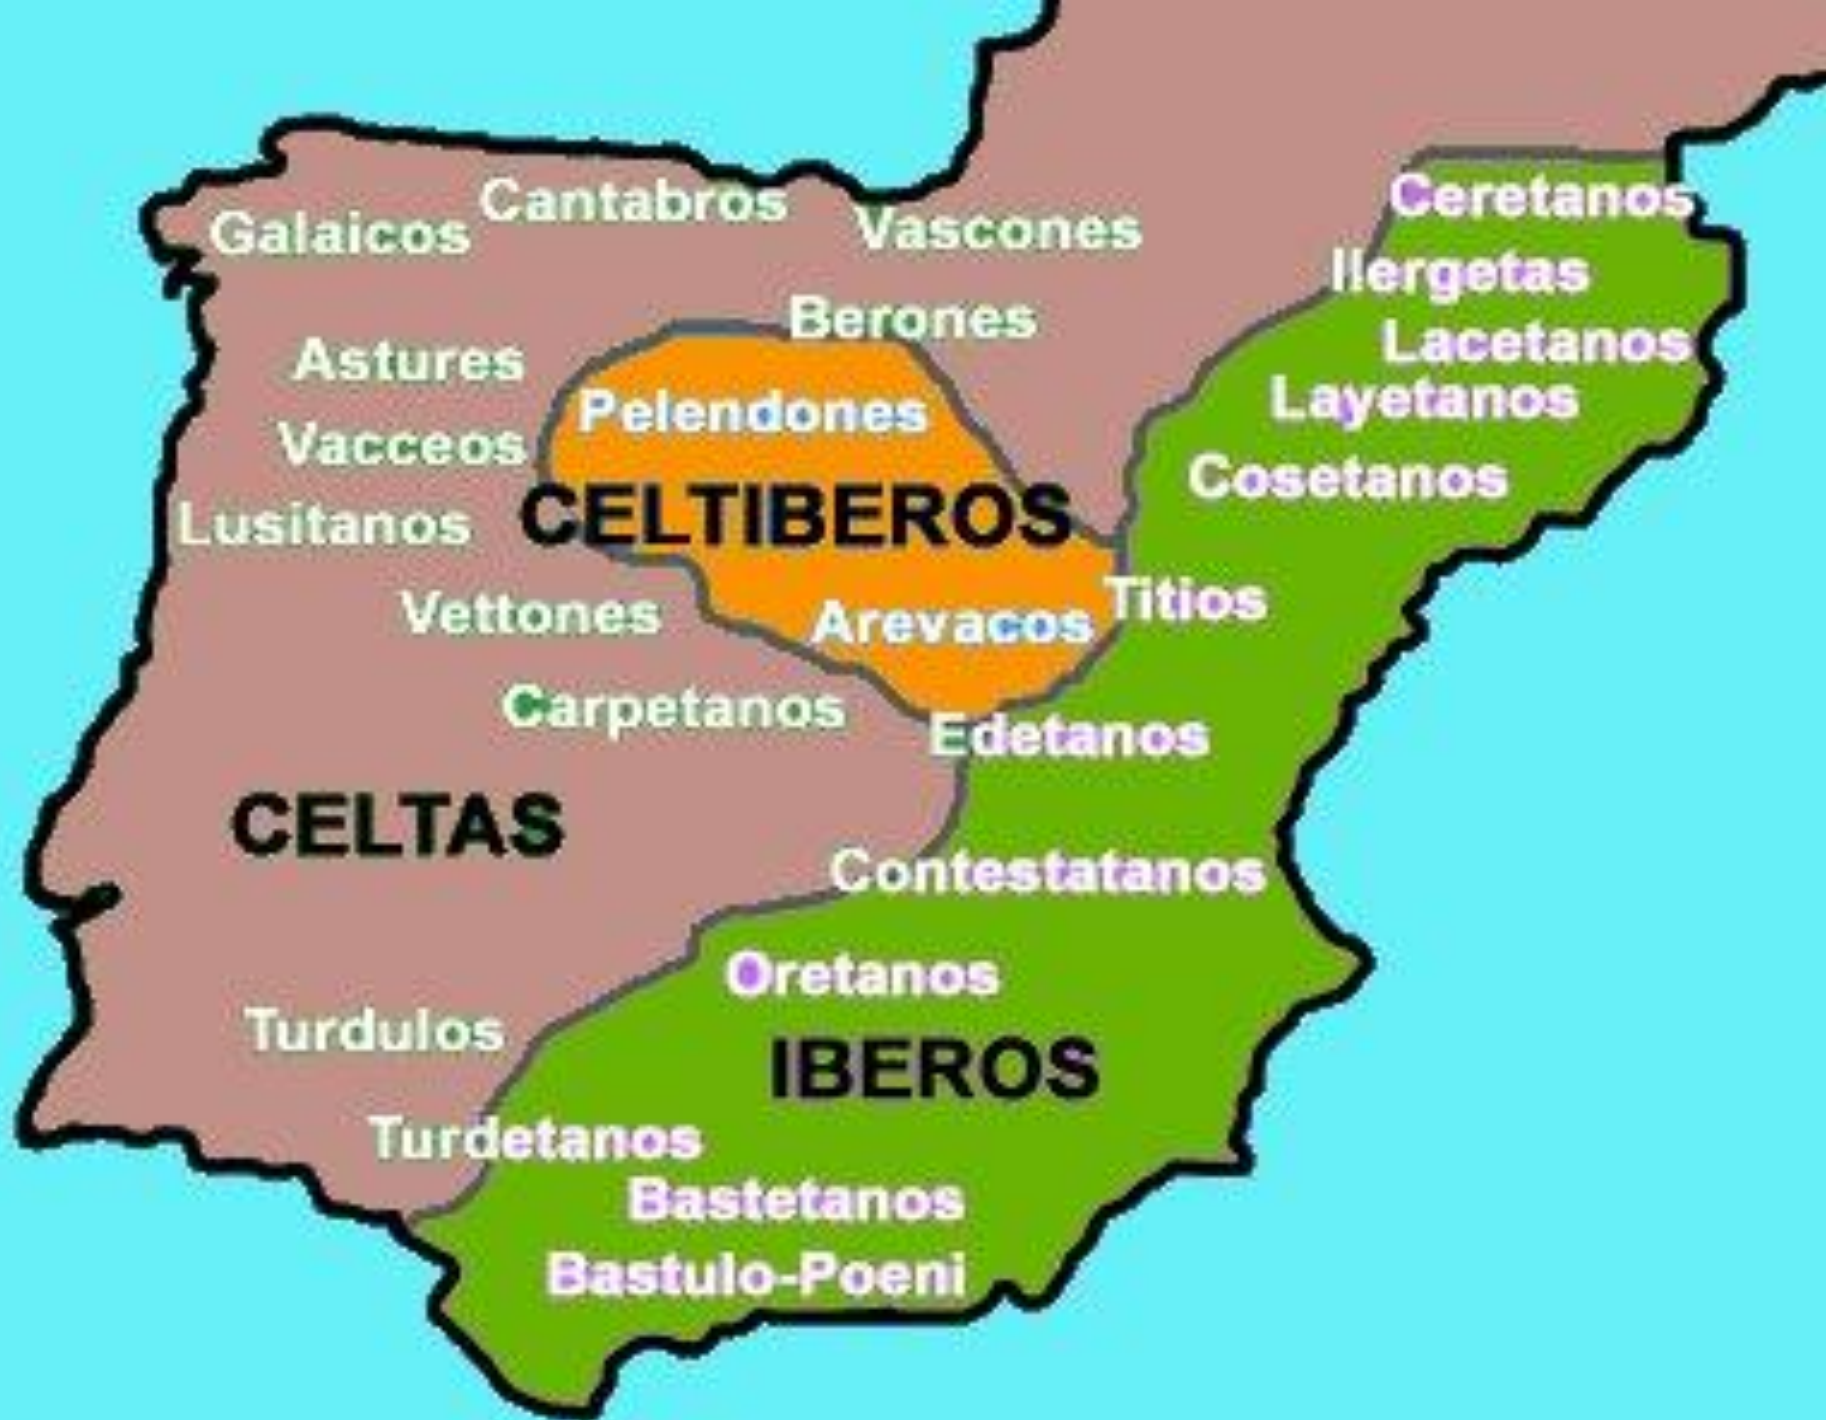 Ceretanos
Cantabros
Galaicos
Vascones
Ilergetas
Berones
Lacetanos
Astures
Layetanos
Pelendones
Vacceos
Cosetanos
CELTIBEROS
Lusitanos
Titios
Vettones
Arevacos
Carpetanos
Edetanos
CELTAS
Contestatanos
Oretanos
Turdulos
IBEROS
Turdetanos
Bastetanos
Bastulo-Poeni